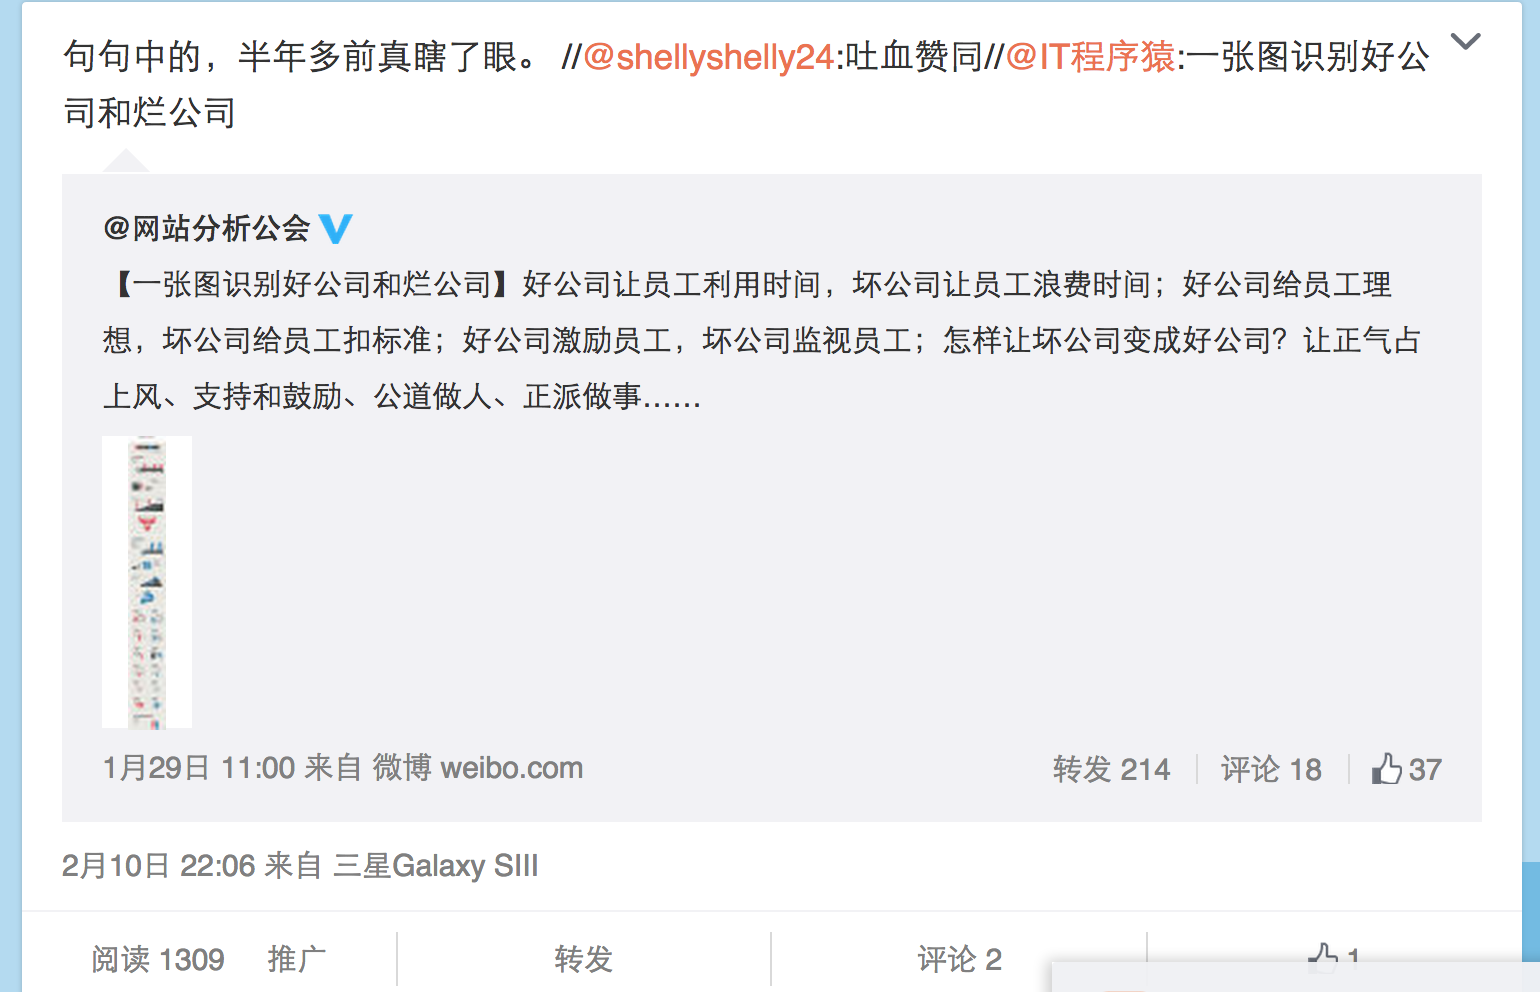 句句中的，半年多前真瞎了眼。 //@shellyshelly24:吐血赞同//@IT程序猿:一张图识别好公
司和烂公司
@网站分析公会
【一张图识别好公司和烂公司】好公司让员工利用时间，坏公司让员工浪费时间；好公司给员工理
想，坏公司给员工扣标准；好公司激励员工，坏公司监视员工；怎样让坏公司变成好公司？让正气占
上风、支持和鼓励、公道做人、正派做事……
1月29日 11:00 来自 微博 weibo.com
转发 214 评论 18 37
2月10日 22:06 来自 三星Galaxy SIII
阅读 1309 推广 转发 评论 2 1